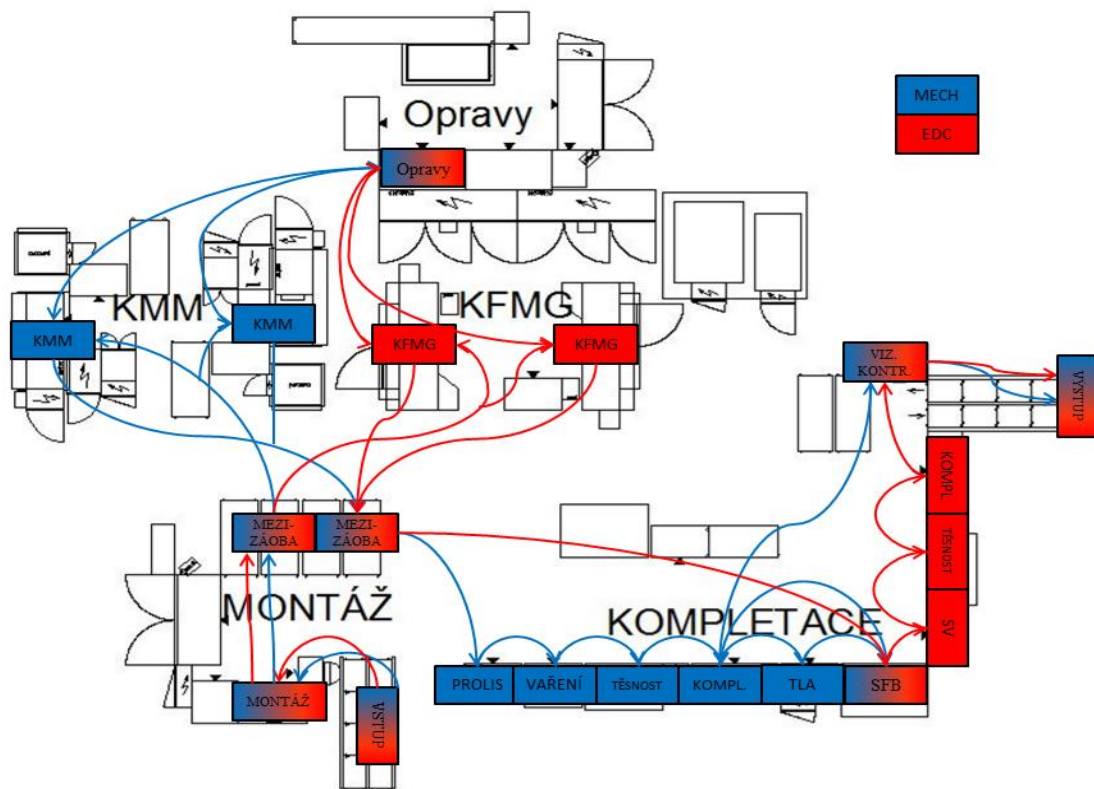 MECH
EDC
Opravy
Opravy
KMM
KFMG
KMM
KMM
KFMG
KFMG
VIZ.
KONTR.
VÝSTUP
KOMPL
TĚSNOST
SV
MEZI-
ZÁOBA
MEZI-
ZÁOBA
MONTÁŽ
KOMPLETACE
MONTÁŽ
VSTUP
PROLIS
VAŘENÍ
TĚSNOST
KOMPL.
TLA
SFB